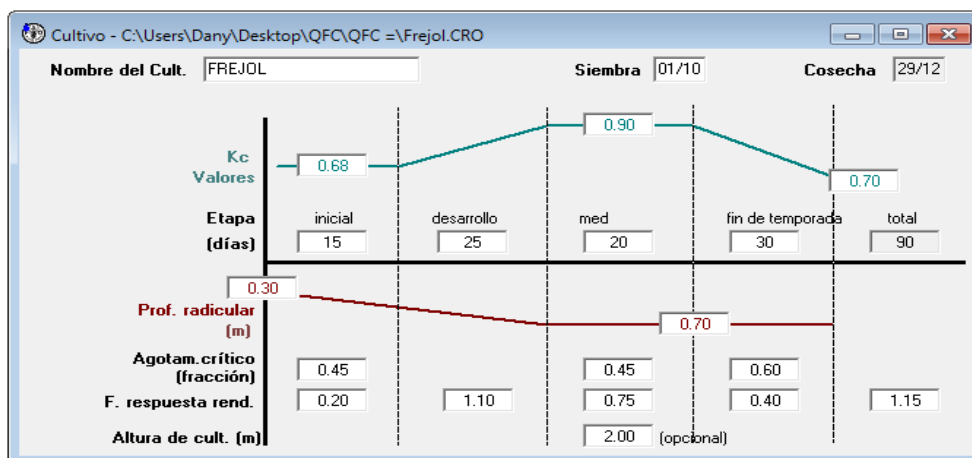 Cultivo - C:\Users\Dany\Desktop\QFC\QFC =\Frejol.CRO
Nombre del Cult. FREJOL Siembra 01/10 Cosecha 29/12
0.90
Kc 0.68
Valores 0.70
Etapa inicial desarrollo med fin de temporada total
(días) 15 25 20 30 90
0.30
Prof. radicular 0.70
(m)
Agotam.crítico
(fracción) 0.45 0.45 0.60
F. respuesta rend. 0.20 1.10 0.75 0.40 1.15
Altura de cult. (m) 2.00 (opcional)